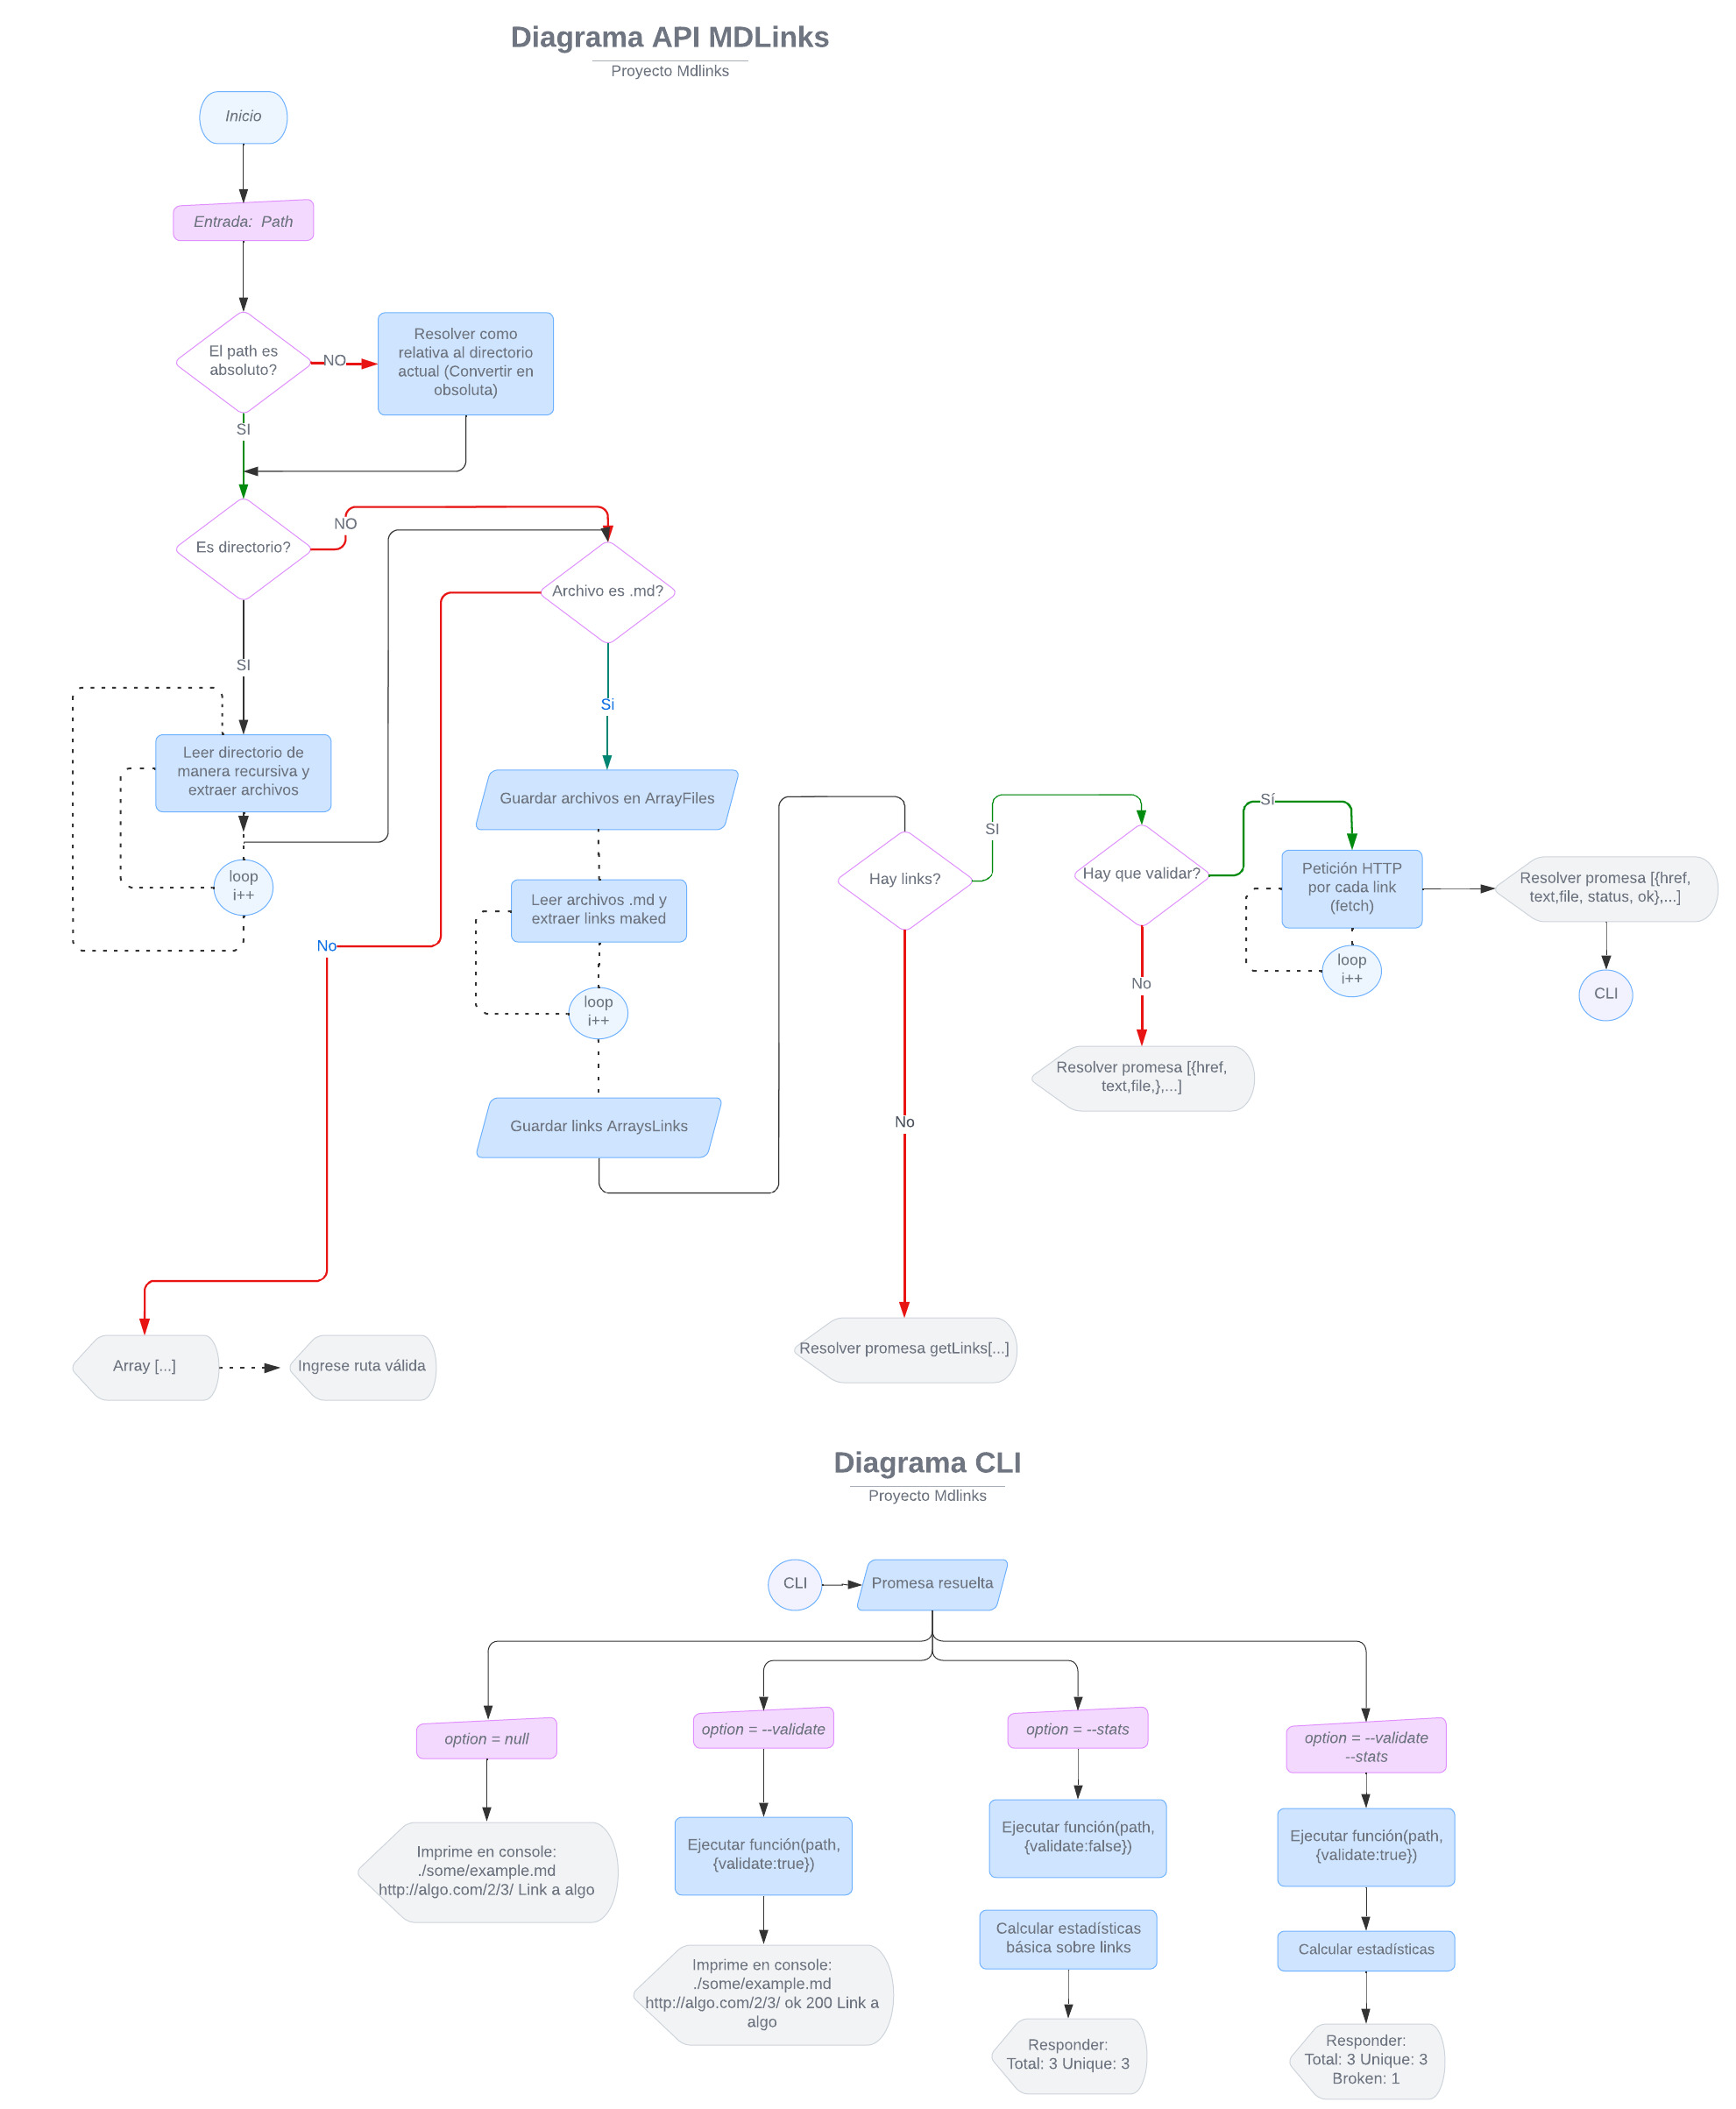 Diagrama API MDLinks
Proyecto Mdlinks
Inicio
Entrada:  Path
El path es
absoluto?
NO
Resolver como
relativa al directorio
actual (Convertir en
obsoluta)
SI
Es directorio?
NO
Archivo es .md?
SI
Si
Leer directorio de
manera recursiva y
extraer archivos
loop
i++
No
Guardar archivos en ArrayFiles
Leer archivos .md y
extraer links maked
loop
i++
Guardar links ArraysLinks
Hay links?
SI
No
Hay que validar?
Sí
No
Petición HTTP
por cada link
(fetch)
loop
i++
Resolver promesa [{href,
text,file, status, ok},...]
CLI
Resolver promesa [{href,
text,file,},...]
Array [...]
Ingrese ruta válida
Resolver promesa getLinks[...]
Diagrama CLI
Proyecto Mdlinks
CLI
Promesa resuelta
option = null
Imprime en console:
./some/example.md
http://algo.com/2/3/ Link a algo
option = --validate
Ejecutar función(path,
{validate:true})
Imprime en console:
./some/example.md
http://algo.com/2/3/ ok 200 Link a
algo
option = --stats
Ejecutar función(path,
{validate:false})
Calcular estadísticas
básica sobre links
Responder:
Total: 3 Unique: 3
option = --validate
--stats
Ejecutar función(path,
{validate:true})
Calcular estadísticas
Responder:
Total: 3 Unique: 3
Broken: 1